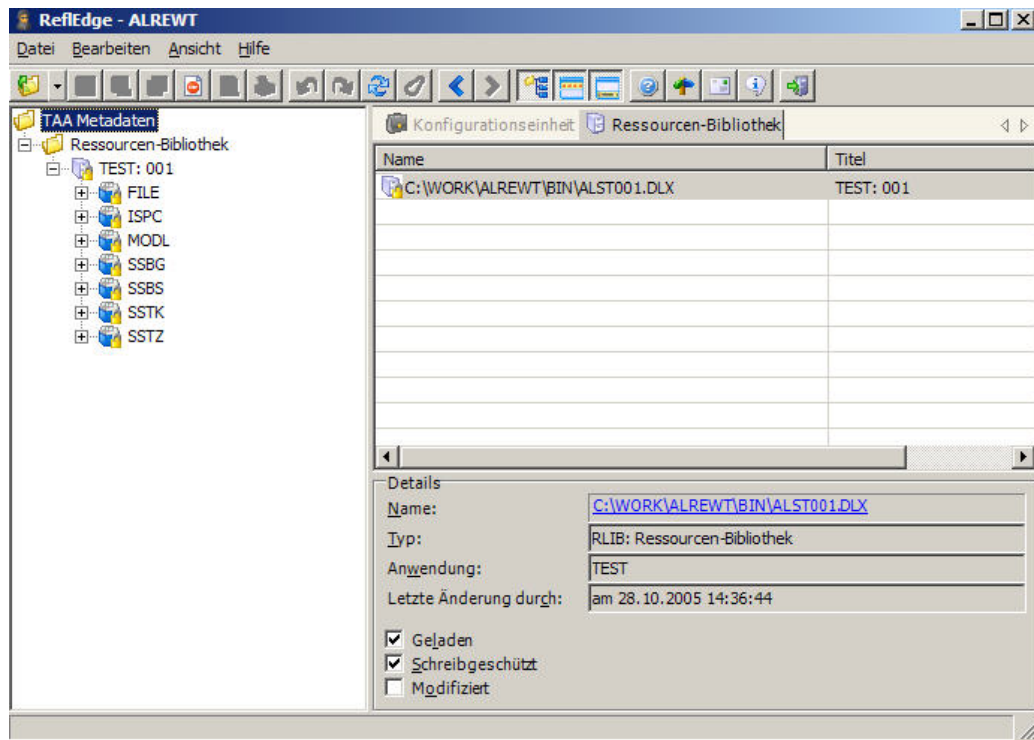 ReflEdge - ALREWT
Datei Bearbeiten Ansicht Hilfe
TAA Metadaten
Ressourcen-Bibliothek
TEST: 001
FILE
ISPC
MODL
SSBG
SSBS
SSTK
SSTZ
Konfigurationseinheit Ressourcen-Bibliothek
Name Titel
C:\WORK\ALREWT\BIN\ALST001.DLX TEST: 001
Details
Name: C:\WORK\ALREWT\BIN\ALST001.DLX
Typ: RLIB: Ressourcen-Bibliothek
Anwendung: TEST
Letzte Änderung durch: am 28.10.2005 14:36:44
Geladen
Schreibgeschützt
Modifiziert